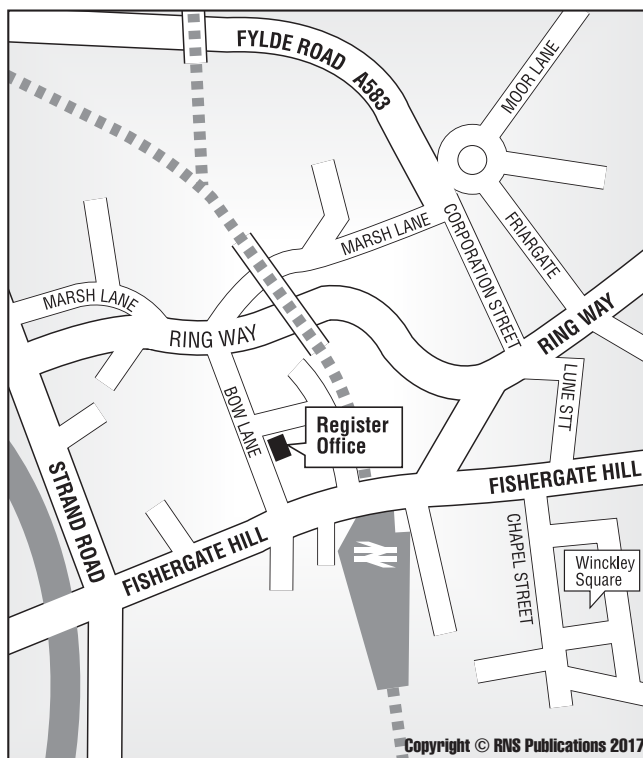 FYLDE ROAD A583
MOOR LANE
MARSH LANE
CORPORATION STREET
FRIARGATE
MARSH LANE
RING WAY
RING WAY
BOW LANE
LUNE STT
Register
Office
STRAND ROAD
FISHERGATE HILL
FISHERGATE HILL
CHAPEL STREET
Winckley
Square
Copyright © RNS Publications 2017